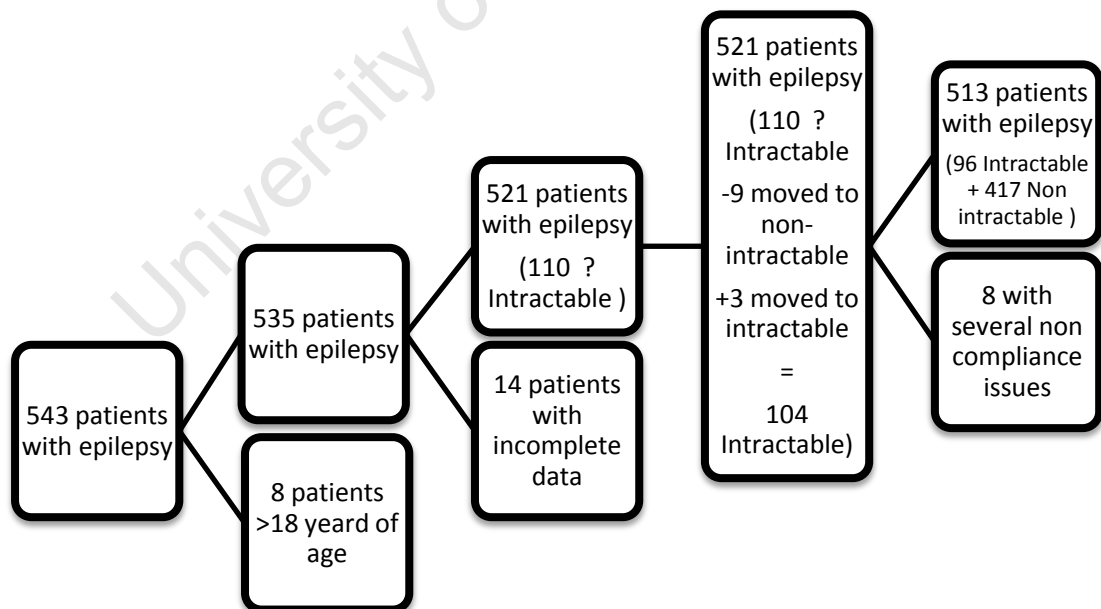 543 patients
with epilepsy
535 patients
with epilepsy
8 patients
>18 yeard of
age
521 patients
with epilepsy
(110 ?
Intractable )
14 patients
with
incomplete
data
521 patients
with epilepsy
(110 ?
Intractable
-9 moved to
non-
intractable
+3 moved to
intractable
=
104
Intractable)
513 patients
with epilepsy
(96 Intractable
+ 417 Non
intractable )
8 with
several non
compliance
issues
University o